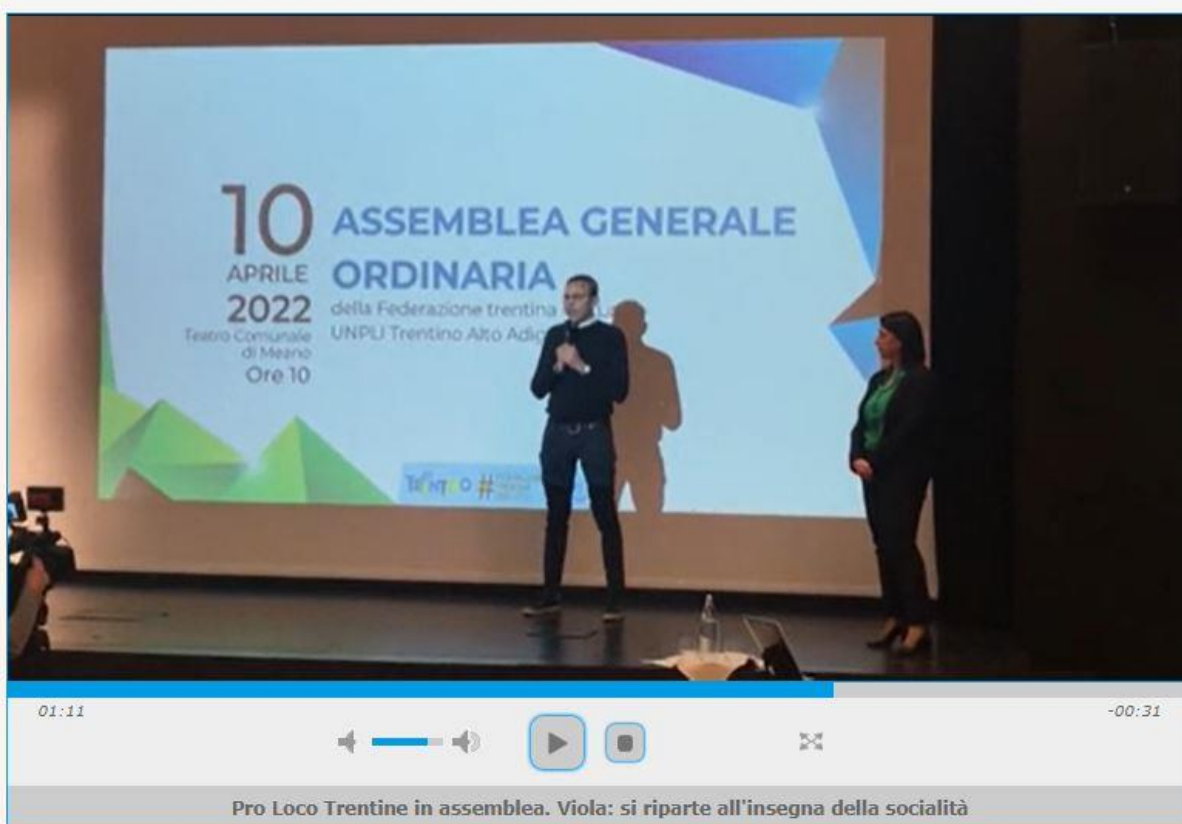 10
APRILE
2022
Teatro Comunale
di Meano
Ore 10
ASSEMBLEA GENERALE
ORDINARIA
della Federazione trentina
UNPLI Trentino Alto
TRENTINO #
01:11
-00:31
Pro Loco Trentine in assemblea. Viola: si riparte all'insegna della socialità